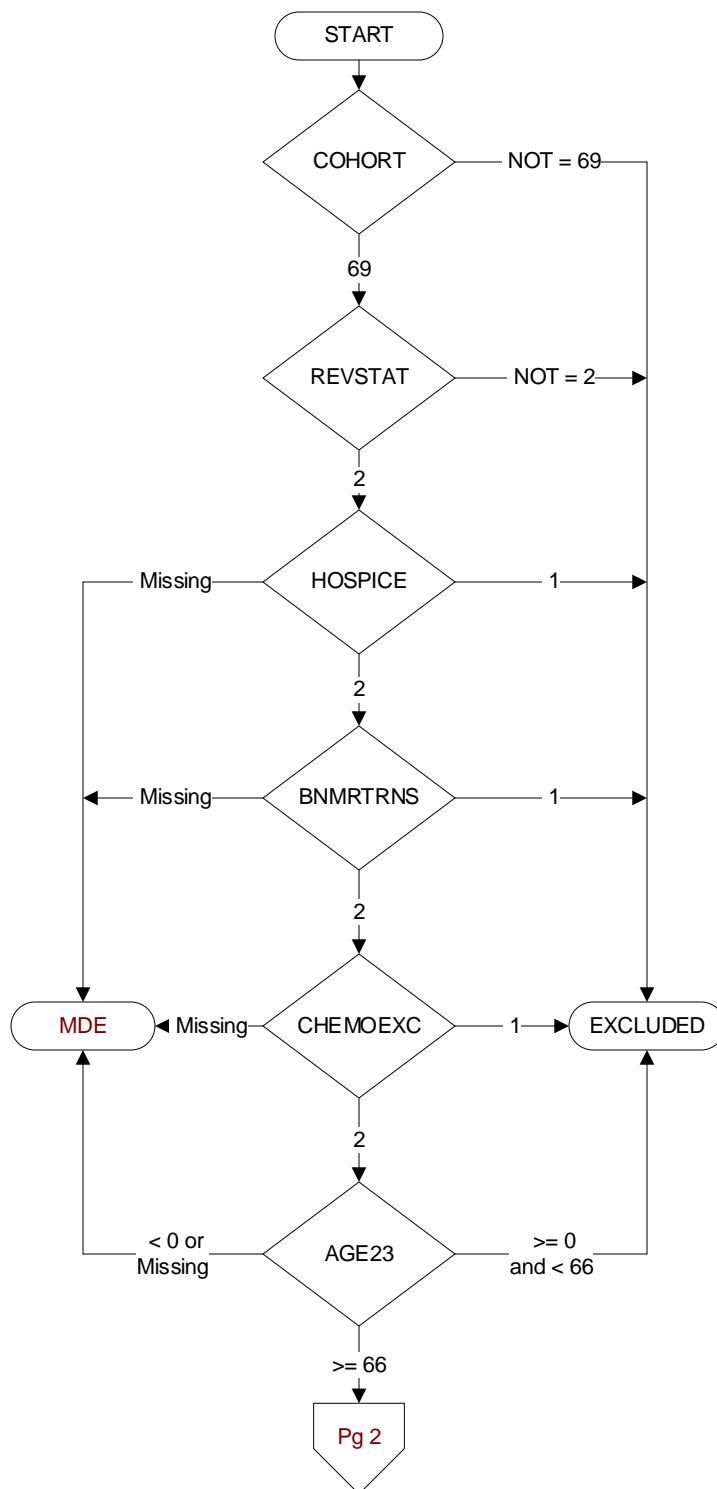 START
COHORT
NOT = 69
69
REVSTAT
NOT = 2
2
Missing
HOSPICE
1
2
Missing
BNMRTRNS
1
2
MDE
Missing
CHEMOEXC
1
EXCLUDED
2
< 0 or
Missing
AGE23
>= 0
and < 66
>= 66
Pg 2